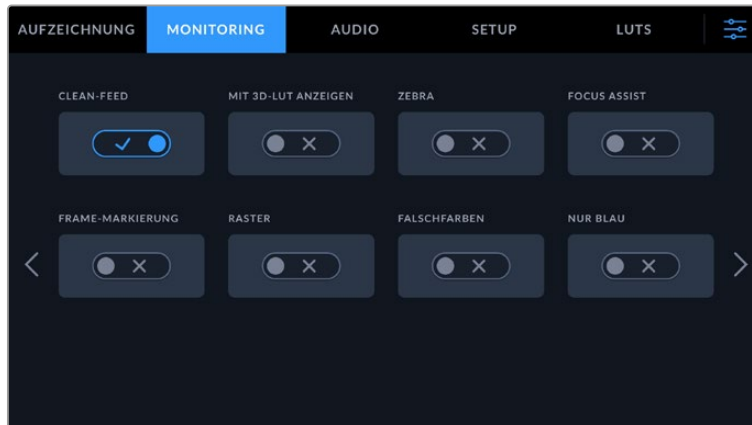 AUFZEICHNUNG MONITORING AUDIO SETUP LUTS
CLEAN-FEED MIT 3D-LUT ANZEIGEN ZEBRA FOCUS ASSIST
FRAME-MARKIERUNG RASTER FALSCHFARBEN NUR BLAU